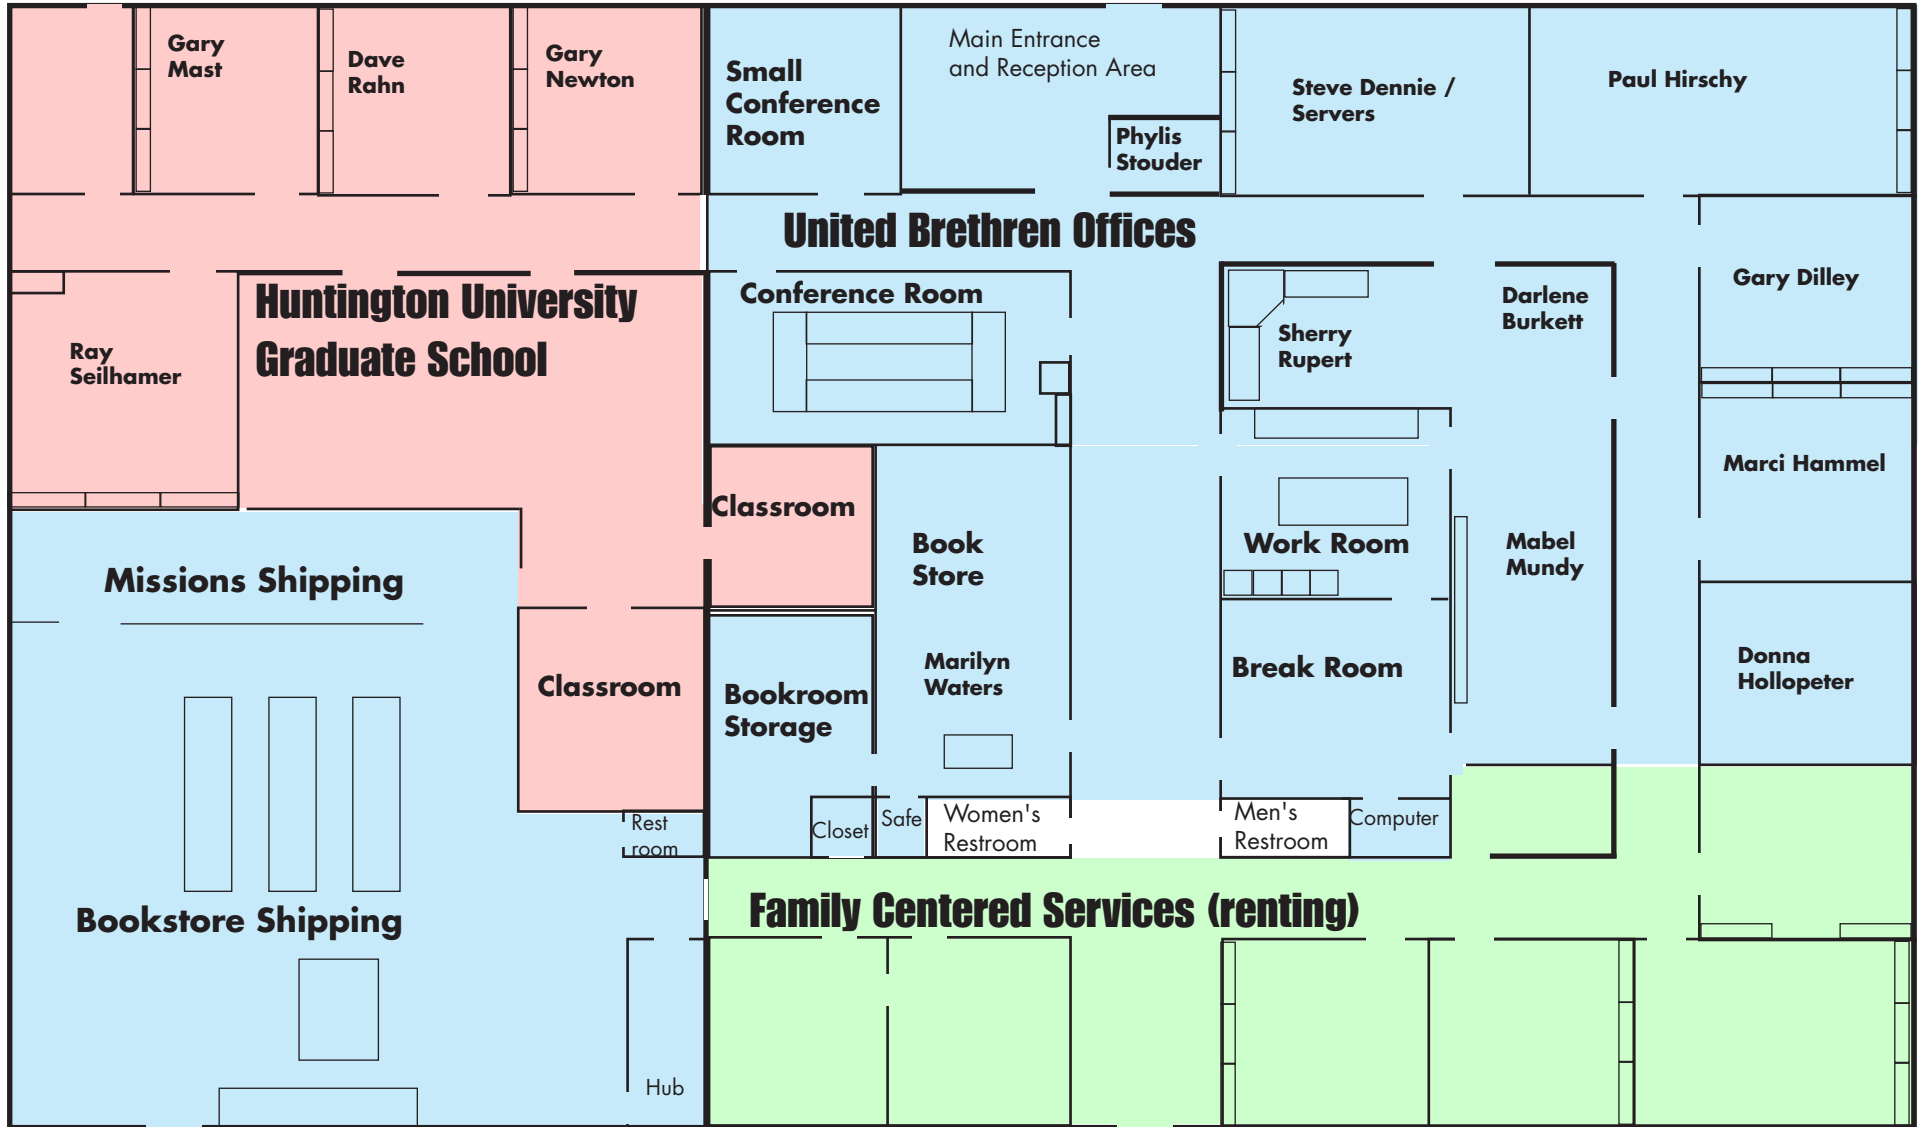 Gary
Mast
Dave
Rahn
Gary
Newton
Small
Conference
Room
Main Entrance
and Reception Area
Phylis
Stouder
Steve Dennie /
Servers
Paul Hirschy
United Brethren Offices
Huntington University
Graduate School
Ray
Seilhamer
Conference Room
Sherry
Rupert
Darlene
Burkett
Gary Dilley
Marci Hammel
Classroom
Book
Store
Work Room
Mabel
Mundy
Missions Shipping
Classroom
Bookroom
Storage
Marilyn
Waters
Break Room
Donna
Hollopeter
Rest
room
Closet
Safe
Women's
Restroom
Men's
Restroom
Computer
Bookstore Shipping
Family Centered Services (renting)
Hub